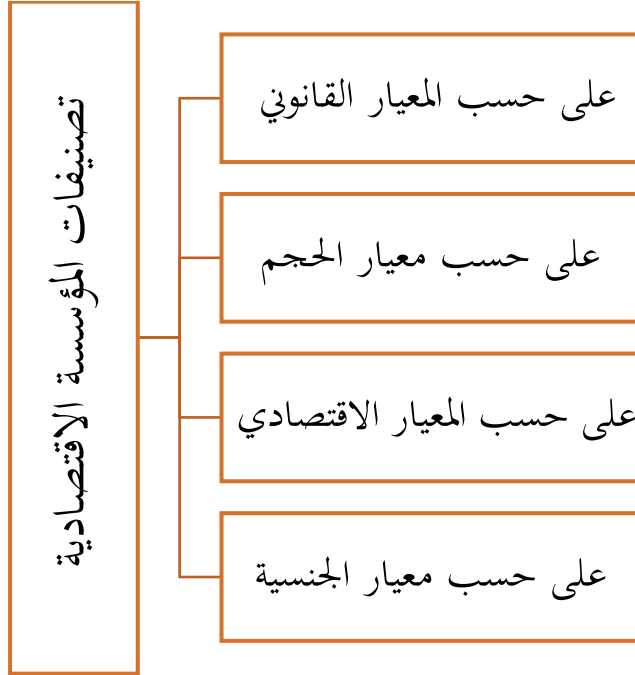 تصنيفات المؤسسة الاقتصادية
على حسب المعيار القانوني
على حسب معيار الحجم
على حسب المعيار الاقتصادي
على حسب معيار الجنسية